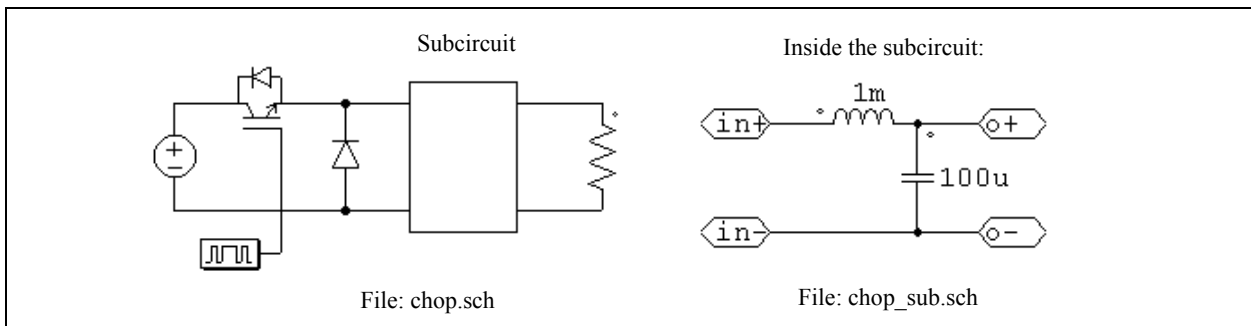 Subcircuit
File: chop.sch
Inside the subcircuit:
1m
in+
o+
100u
in-
o-
File: chop_sub.sch